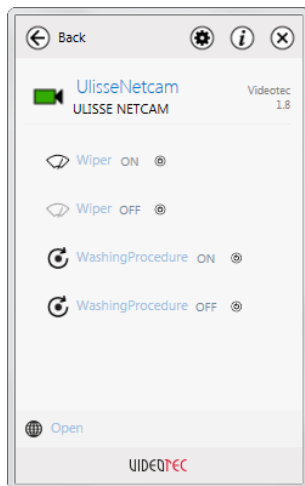 Back
UlisseNetcam
ULISSE NETCAM
Videotec
1.8
Wiper ON
Wiper OFF
WashingProcedure ON
WashingProcedure OFF
Open
VIDEOTEC